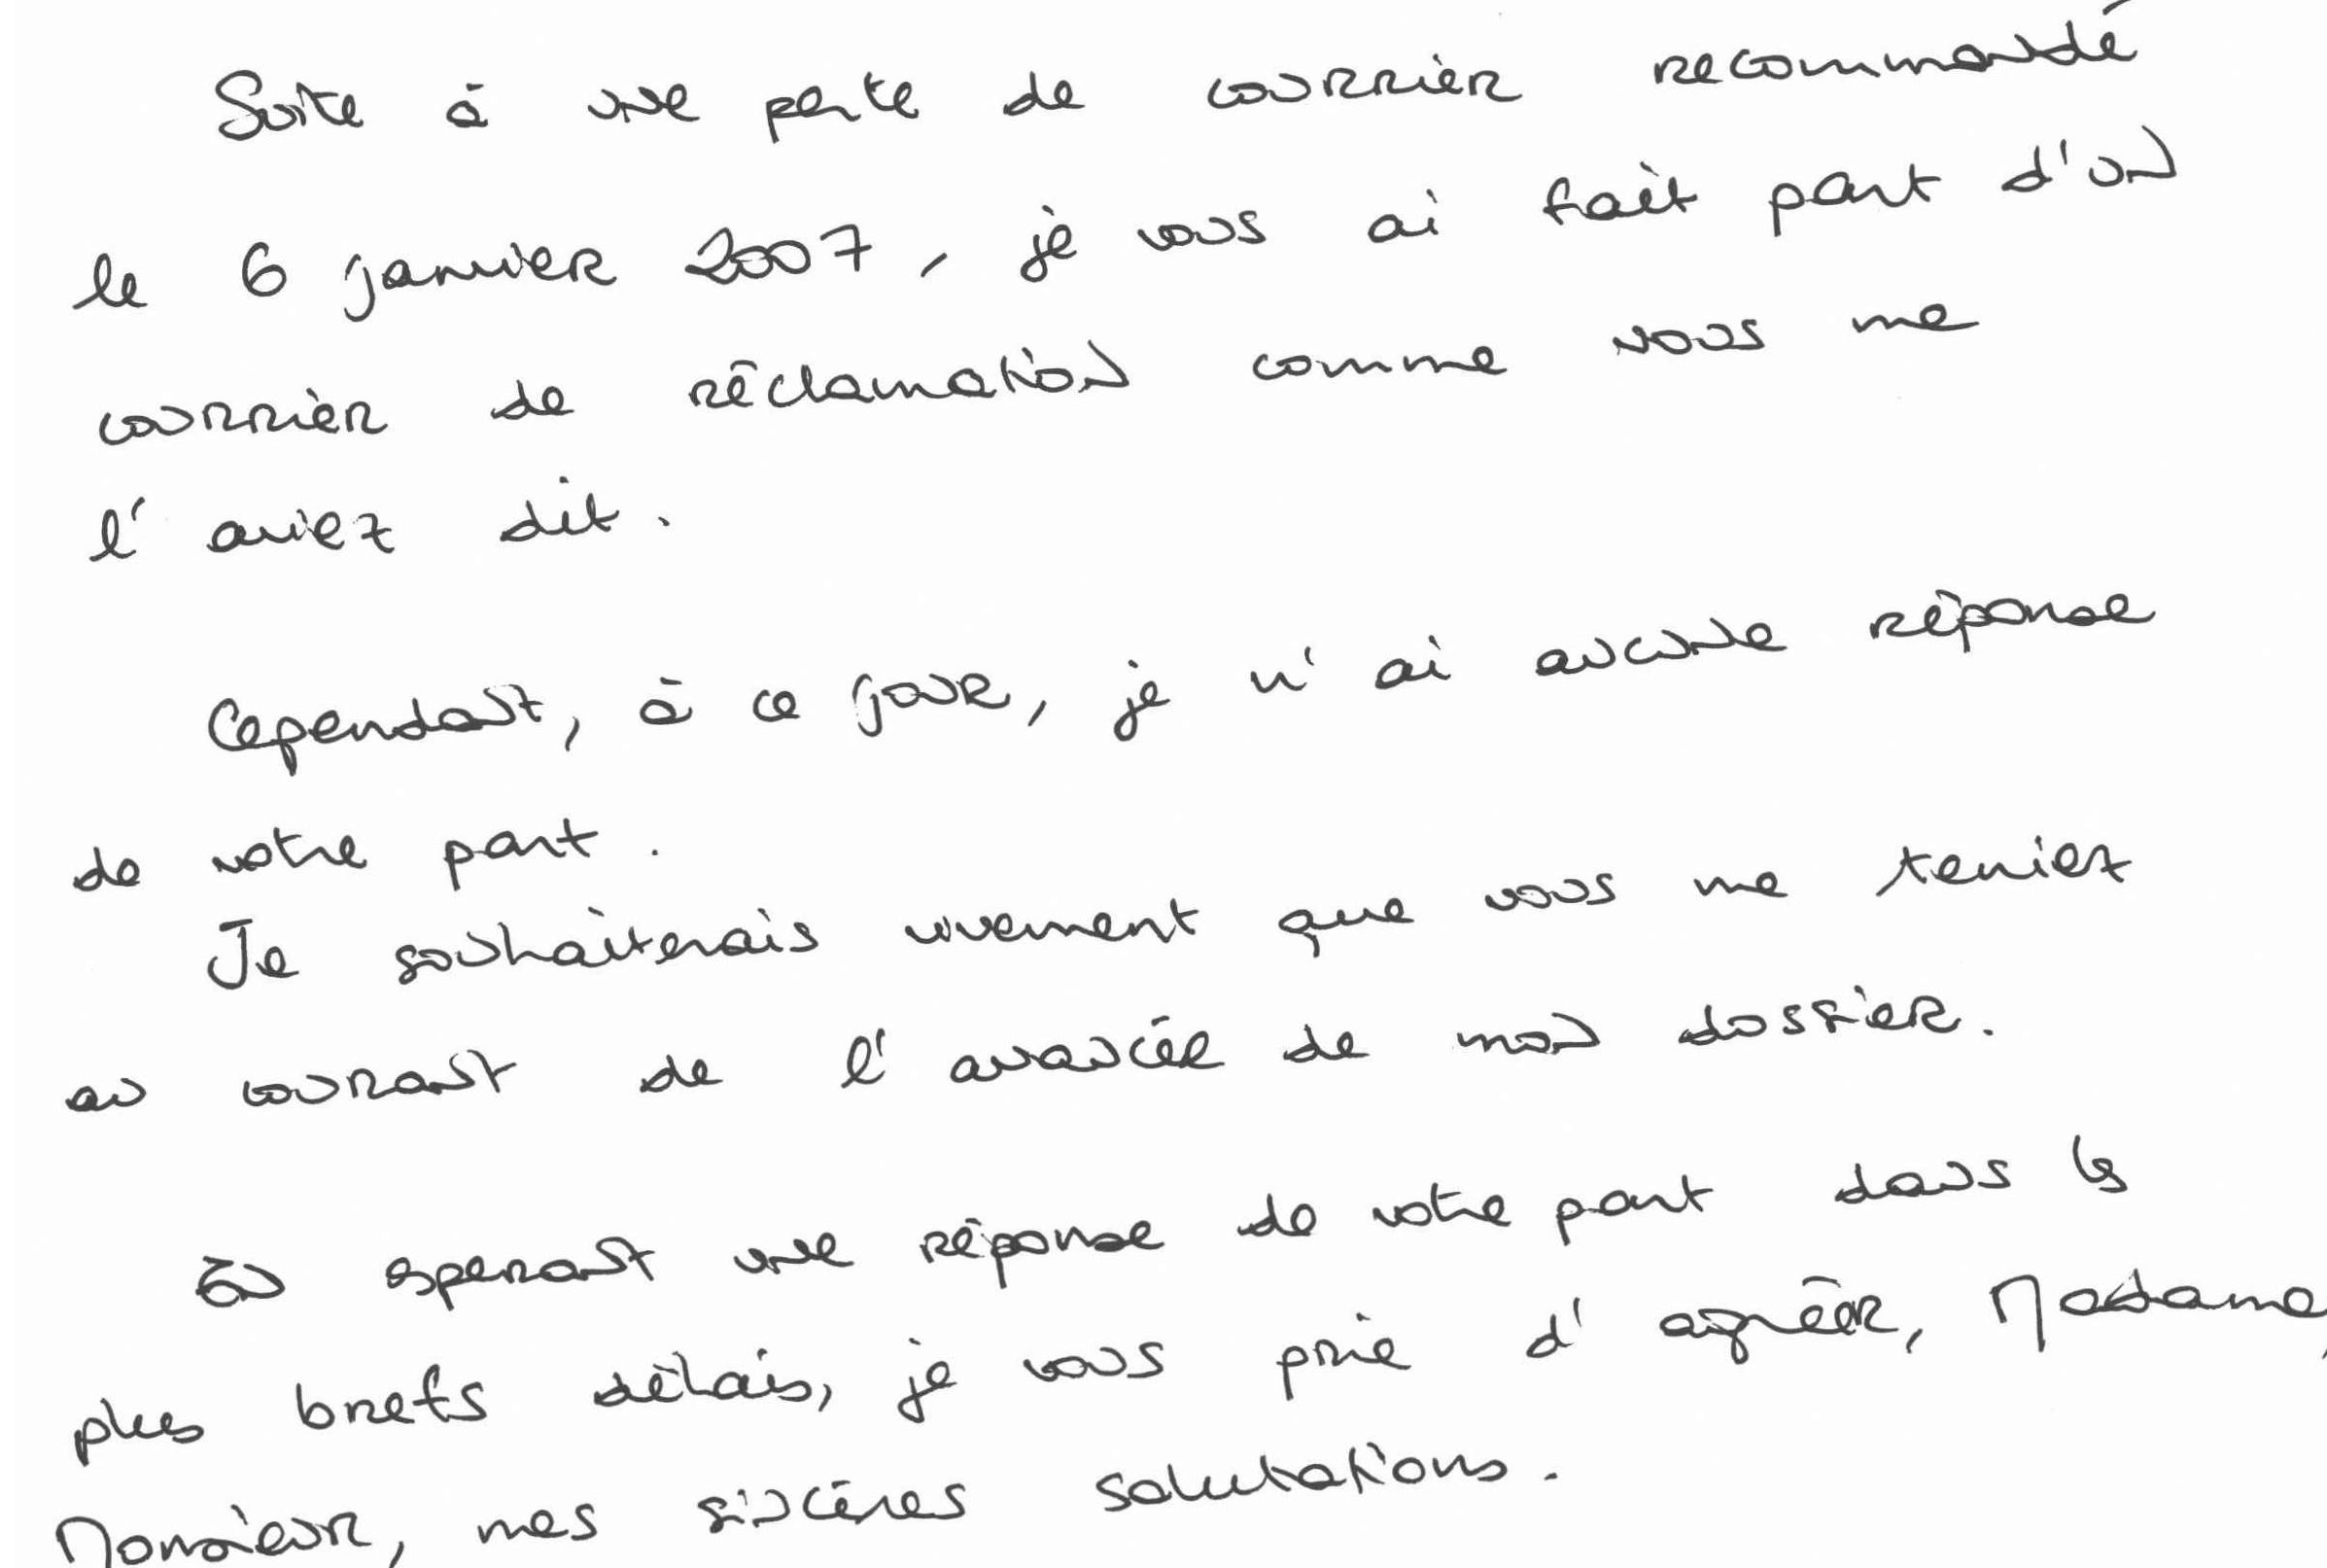 Suite à une perte de courrier recommandé
le 6 janvier 2007, je vous ai fait part d'un
courrier de réclamation comme vous me
l'aviez dit.
Cependant, à ce jour, je n'ai aucune réponse
de votre part.
Je souhaiterais vivement que vous me teniez
au courant de l'avancée de mon dossier.
En esperant une réponse de votre part dans les
plus brefs délais, je vous prie d'agréer, Madame,
Monsieur, mes sincères salutations.